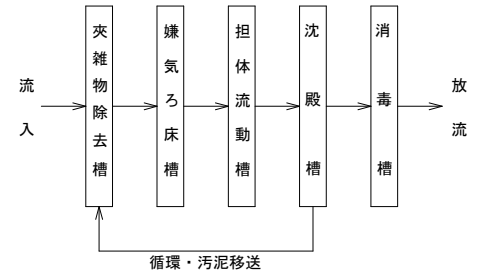 流入
夾雑物除去槽
嫌気ろ床槽
担体流動槽
沈殿槽
消毒槽
放流
循環・汚泥移送